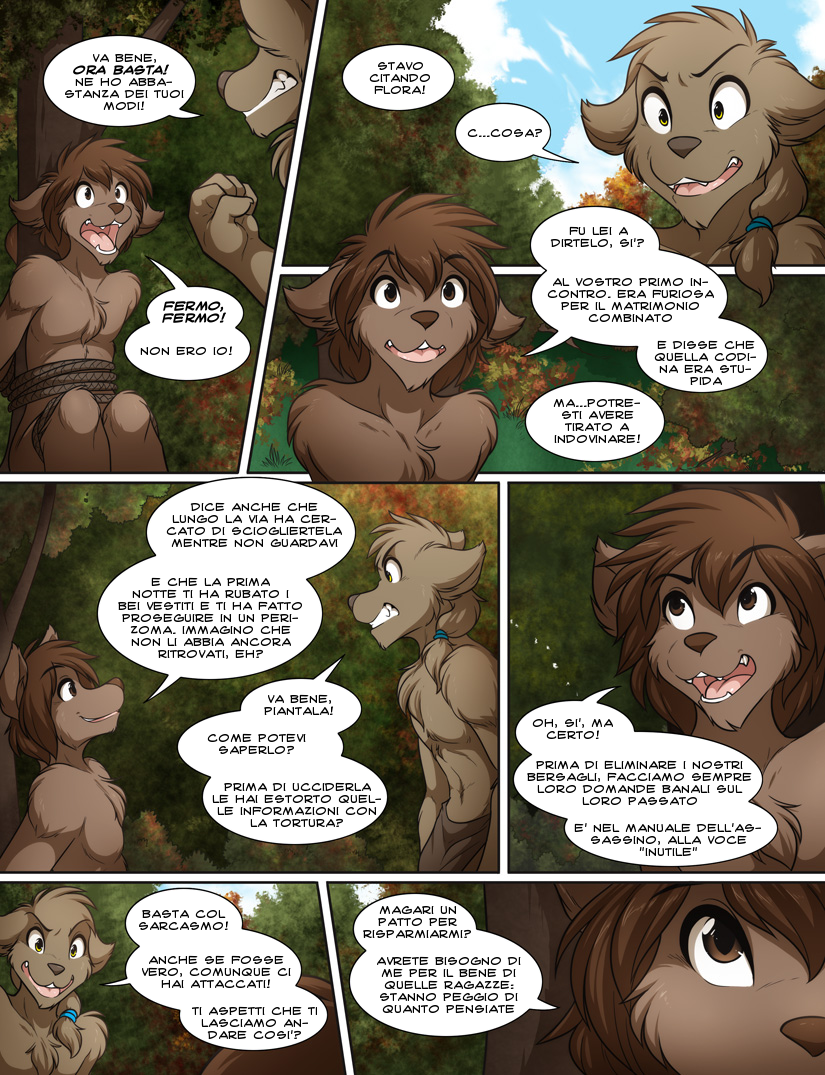 VA BENE,
ORA BASTA!
NE HO ABBA-
STANZA DEI TUOI
MODI!
FERMO,
FERMO!
NON ERO IO!
STAVO
CITANDO
FLORA!
C...COSA?
FU LEI A
DIRTELO, SI'?
AL VOSTRO PRIMO IN-
CONTRO. ERA FURIOSA
PER IL MATRIMONIO
COMBINATO
E DISSE CHE
QUELLA CODI-
NA ERA STU-
PIDA
MA...POTRE-
STI AVERE
TIRATO A
INDOVINARE!
DICE ANCHE CHE
LUNGO LA VIA HA CER-
CATO DI SCIOGLIERTELA
MENTRE NON GUARDAVI
E CHE LA PRIMA
NOTTE TI HA RUBATO I
BEI VESTITI E TI HA FATTO
PROSEGUIRE IN UN PERI-
ZOMA. IMMAGINO CHE
NON LI ABBIA ANCORA
RITROVATI, EH?
VA BENE,
PIANTALA!
COME POTEVI
SAPERLO?
PRIMA DI UCCIDERLA
LE HAI ESTORTO QUEL-
LE INFORMAZIONI CON
LA TORTURA?
OH, SI', MA
CERTO!
PRIMA DI ELIMINARE I NOSTRI
BERSAGLI, FACCIAMO SEMPRE
LORO DOMANDE BANALI SUL
LORO PASSATO
E' NEL MANUALE DELL'AS-
SASSINO, ALLA VOCE
"INUTILE"
BASTA COL
SARCASMO!
ANCHE SE FOSSE
VERO, COMUNQUE CI
HAI ATTACCATI!
TI ASPETTI CHE TI
LASCIAMO AN-
DARE COSI'?
MAGARI UN
PATTO PER
RISPARMIARMI?
AVRETE BISOGNO DI
ME PER IL BENE DI
QUELLE RAGAZZE:
STANNO PEGGIO DI
QUANTO PENSIATE